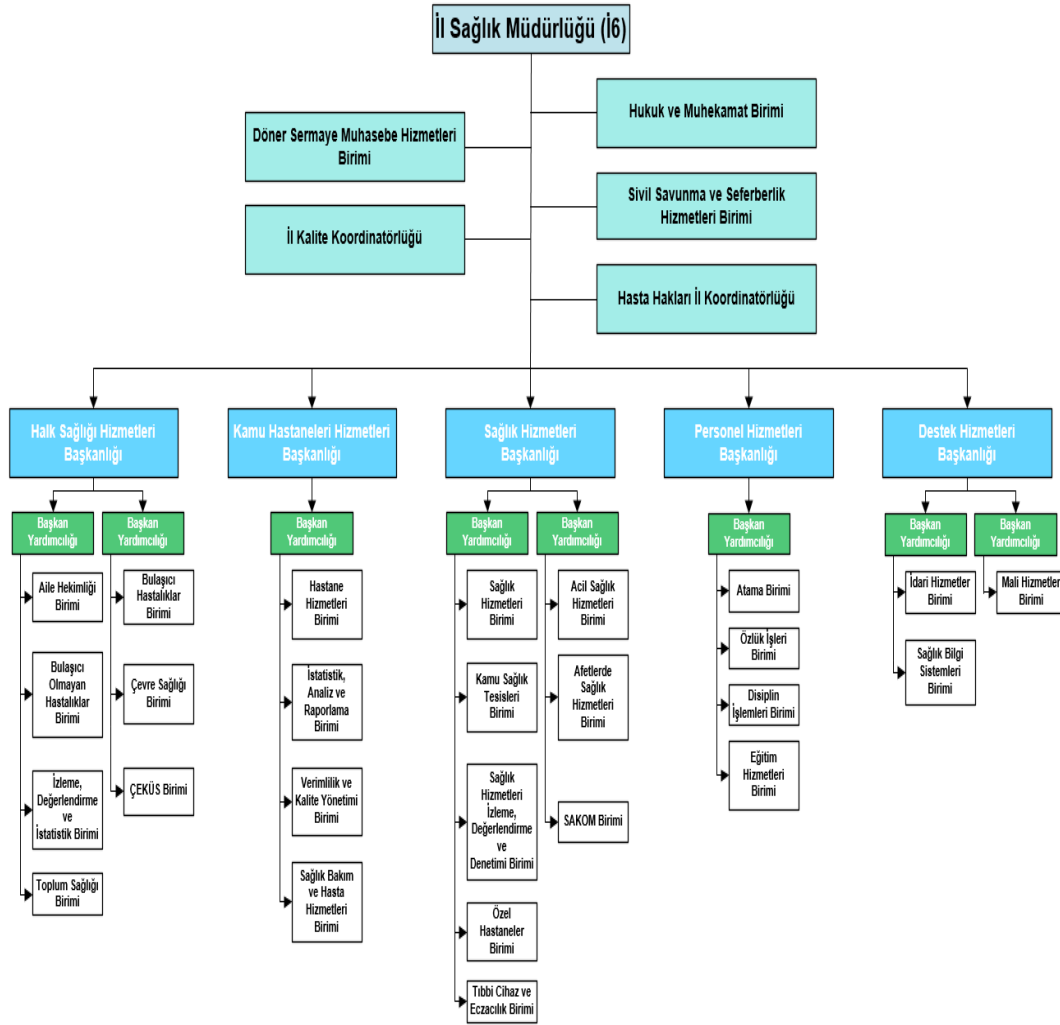 İl Sağlık Müdürlüğü (İ6)
Hukuk ve Muhekamat Birimi
Döner Sermaye Muhasebe Hizmetleri
Birimi
Sivil Savunma ve Seferberlik
Hizmetleri Birimi
İl Kalite Koordinatörlüğü
Hasta Hakları İl Koordinatörlüğü
Halk Sağlığı Hizmetleri
Başkanlığı
Kamu Hastaneleri Hizmetleri
Başkanlığı
Sağlık Hizmetleri
Başkanlığı
Personel Hizmetleri
Başkanlığı
Destek Hizmetleri
Başkanlığı
Başkan
Yardımcılığı
Aile Hekimliği
Birimi
Bulaşıcı
Olmayan
Hastalıklar
Birimi
İzleme,
Değerlendirme
ve
İstatistik Birimi
Toplum Sağlığı
Birimi
Başkan
Yardımcılığı
Bulaşıcı
Hastalıklar
Birimi
Çevre Sağlığı
Birimi
ÇEKÜS Birimi
Başkan
Yardımcılığı
Hastane
Hizmetleri
Birimi
İstatistik,
Analiz ve
Raporlama
Birimi
Verimlilik ve
Kalite Yönetimi
Birimi
Sağlık Bakım
ve Hasta
Hizmetleri
Birimi
Başkan
Yardımcılığı
Sağlık
Hizmetleri
Birimi
Kamu Sağlık
Tesisleri
Birimi
Sağlık
Hizmetleri
İzleme,
Değerlendirme
ve
Denetimi Birimi
Özel
Hastaneler
Birimi
Tıbbi Cihaz ve
Eczacılık Birimi
Başkan
Yardımcılığı
Acil Sağlık
Hizmetleri
Birimi
Afetlerde
Sağlık
Hizmetleri
Birimi
SAKOM Birimi
Başkan
Yardımcılığı
Atama Birimi
Özlük İşleri
Birimi
Disiplin
İşlemleri Birimi
Eğitim
Hizmetleri
Birimi
Başkan
Yardımcılığı
İdari Hizmetler
Birimi
Sağlık Bilgi
Sistemleri
Birimi
Başkan
Yardımcılığı
Mali Hizmetler
Birimi